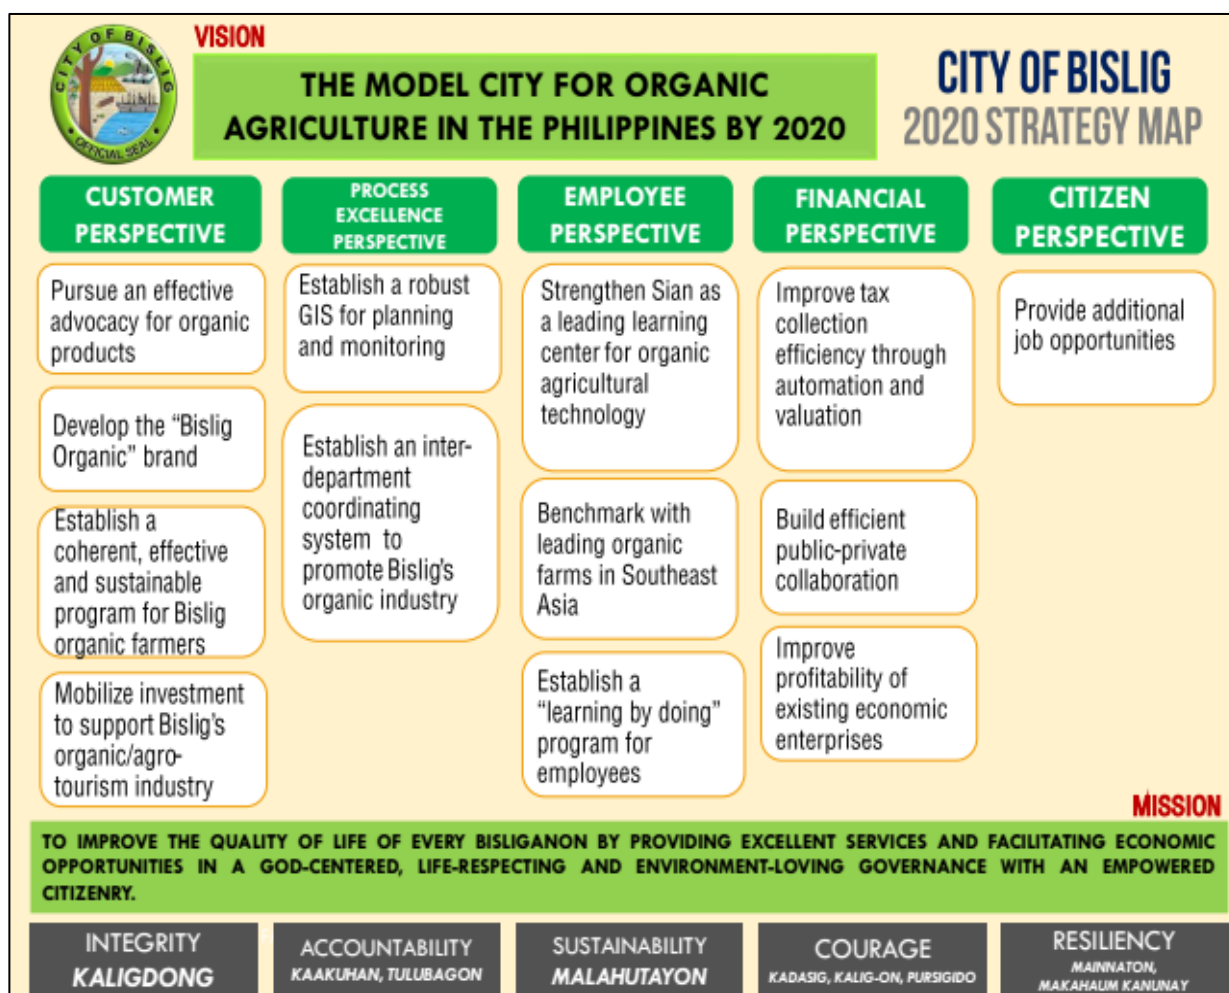 CITY OF BISLIG
OFFICIAL SEAL
VISION
THE MODEL CITY FOR ORGANIC
AGRICULTURE IN THE PHILIPPINES BY 2020
CITY OF BISLIG
2020 STRATEGY MAP
CUSTOMER
PERSPECTIVE
Pursue an effective
advocacy for organic
products
Develop the “Bislig
Organic” brand
Establish a
coherent, effective
and sustainable
program for Bislig
organic farmers
Mobilize investment
to support Bislig's
organic/agro-
tourism industry
PROCESS
EXCELLENCE
PERSPECTIVE
Establish a robust
GIS for planning
and monitoring
Establish an inter-
department
coordinating
system to
promote Bislig's
organic industry
EMPLOYEE
PERSPECTIVE
Strengthen Sian as
a leading learning
center for organic
agricultural
technology
Benchmark with
leading organic
farms in Southeast
Asia
Establish a
“learning by doing”
program for
employees
FINANCIAL
PERSPECTIVE
Improve tax
collection
efficiency through
automation and
valuation
Build efficient
public-private
collaboration
Improve
profitability of
existing economic
enterprises
CITIZEN
PERSPECTIVE
Provide additional
job opportunities
MISSION
TO IMPROVE THE QUALITY OF LIFE OF EVERY BISLIGANON BY PROVIDING EXCELLENT SERVICES AND FACILITATING ECONOMIC
OPPORTUNITIES IN A GOD-CENTERED, LIFE-RESPECTING AND ENVIRONMENT-LOVING GOVERNANCE WITH AN EMPOWERED
CITIZENRY.
INTEGRITY
KALIGDONG
ACCOUNTABILITY
KAAKUHAN, TULUBAGON
SUSTAINABILITY
MALAHUTAYON
COURAGE
KADASIG, KALIG-ON, PURSIGIDO
RESILIENCY
MAINNATON,
MAKAHAUM KANUNAY